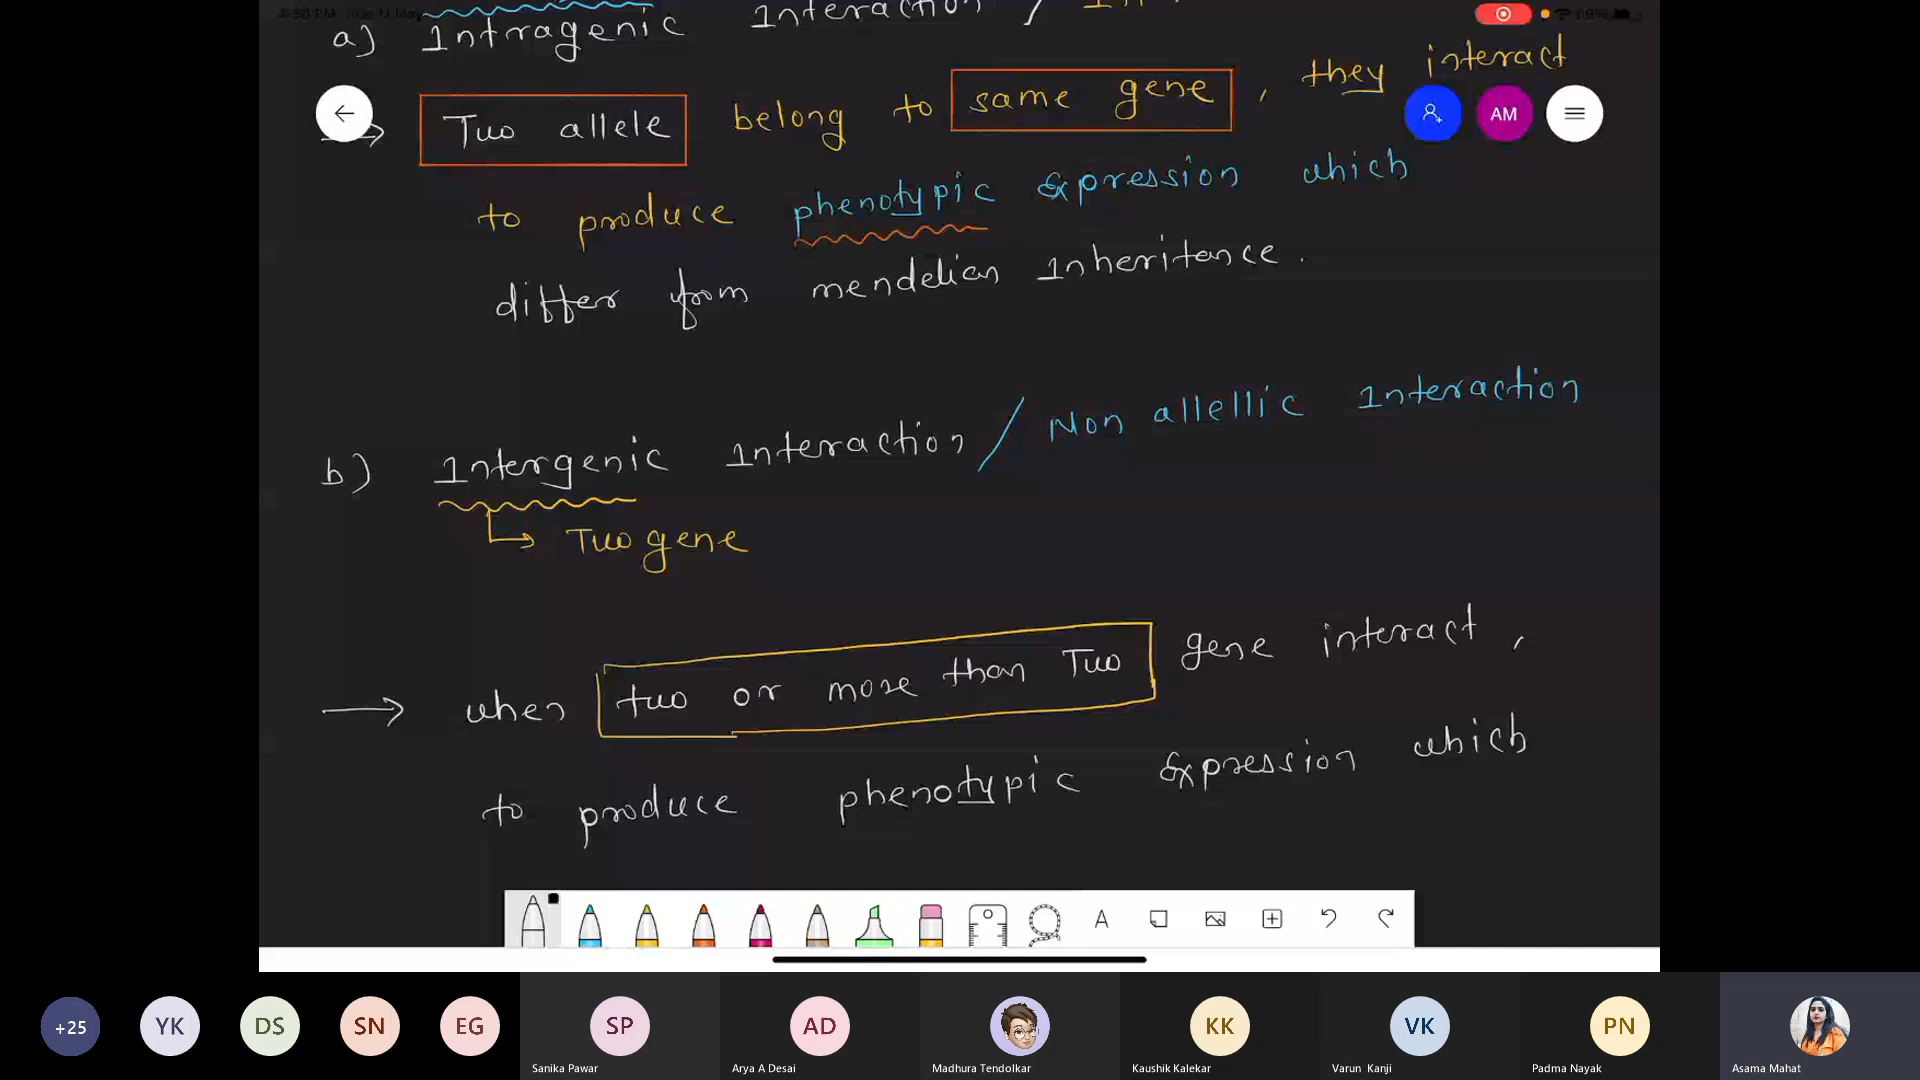 a) Intragenic Interaction /
Two allele belong to same gene, they interact
AM
to produce phenotypic expression which
differ from mendelian Inheritance.
b) Intergenic Interaction / Non allellic Interaction
Two gene
when two or more than Two gene interact,
to produce phenotypic expression which
A
+25 YK DS SN EG SP AD KK VK PN
Sanika Pawar Arya A Desai Madhura Tendolkar Kaushik Kalekar Varun Kanji Padma Nayak Asama Mahat